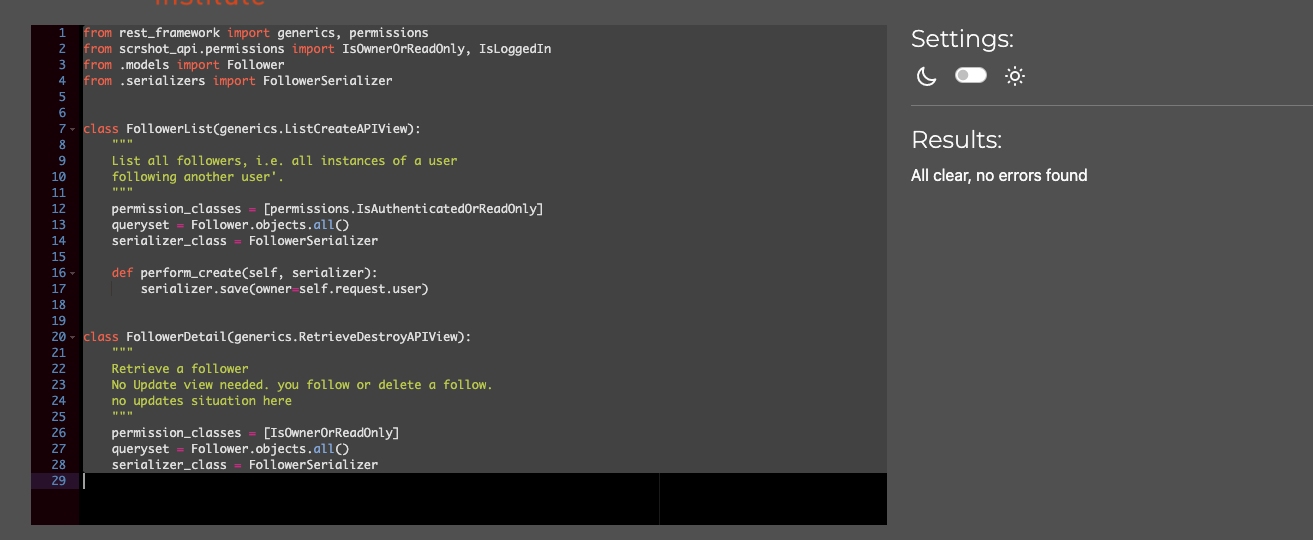 Institute
1 from rest_framework import generics, permissions
2 from scrshot_api.permissions import IsOwnerOrReadOnly, IsLoggedIn
3 from .models import Follower
4 from .serializers import FollowerSerializer
5
6
7 class FollowerList(generics.ListCreateAPIView):
8     """
9     List all followers, i.e. all instances of a user
10     following another user'.
11     """
12     permission_classes = [permissions.IsAuthenticatedOrReadOnly]
13     queryset = Follower.objects.all()
14     serializer_class = FollowerSerializer
15
16     def perform_create(self, serializer):
17         serializer.save(owner=self.request.user)
18
19
20 class FollowerDetail(generics.RetrieveDestroyAPIView):
21     """
22     Retrieve a follower
23     No Update view needed. you follow or delete a follow.
24     no updates situation here
25     """
26     permission_classes = [IsOwnerOrReadOnly]
27     queryset = Follower.objects.all()
28     serializer_class = FollowerSerializer
29
Settings:
Results:
All clear, no errors found